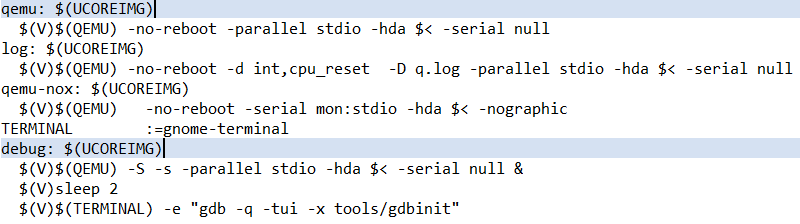 qemu: $(UCOREIMG)
  $(V)$(QEMU) -no-reboot -parallel stdio -hda $< -serial null
log: $(UCOREIMG)
  $(V)$(QEMU) -no-reboot -d int,cpu_reset  -D q.log -parallel stdio -hda $< -serial null
qemu-nox: $(UCOREIMG)
  $(V)$(QEMU)   -no-reboot -serial mon:stdio -hda $< -nographic
TERMINAL        :=gnome-terminal
debug: $(UCOREIMG)
  $(V)$(QEMU) -S -s -parallel stdio -hda $< -serial null &
  $(V)sleep 2
  $(V)$(TERMINAL) -e "gdb -q -tui -x tools/gdbinit"